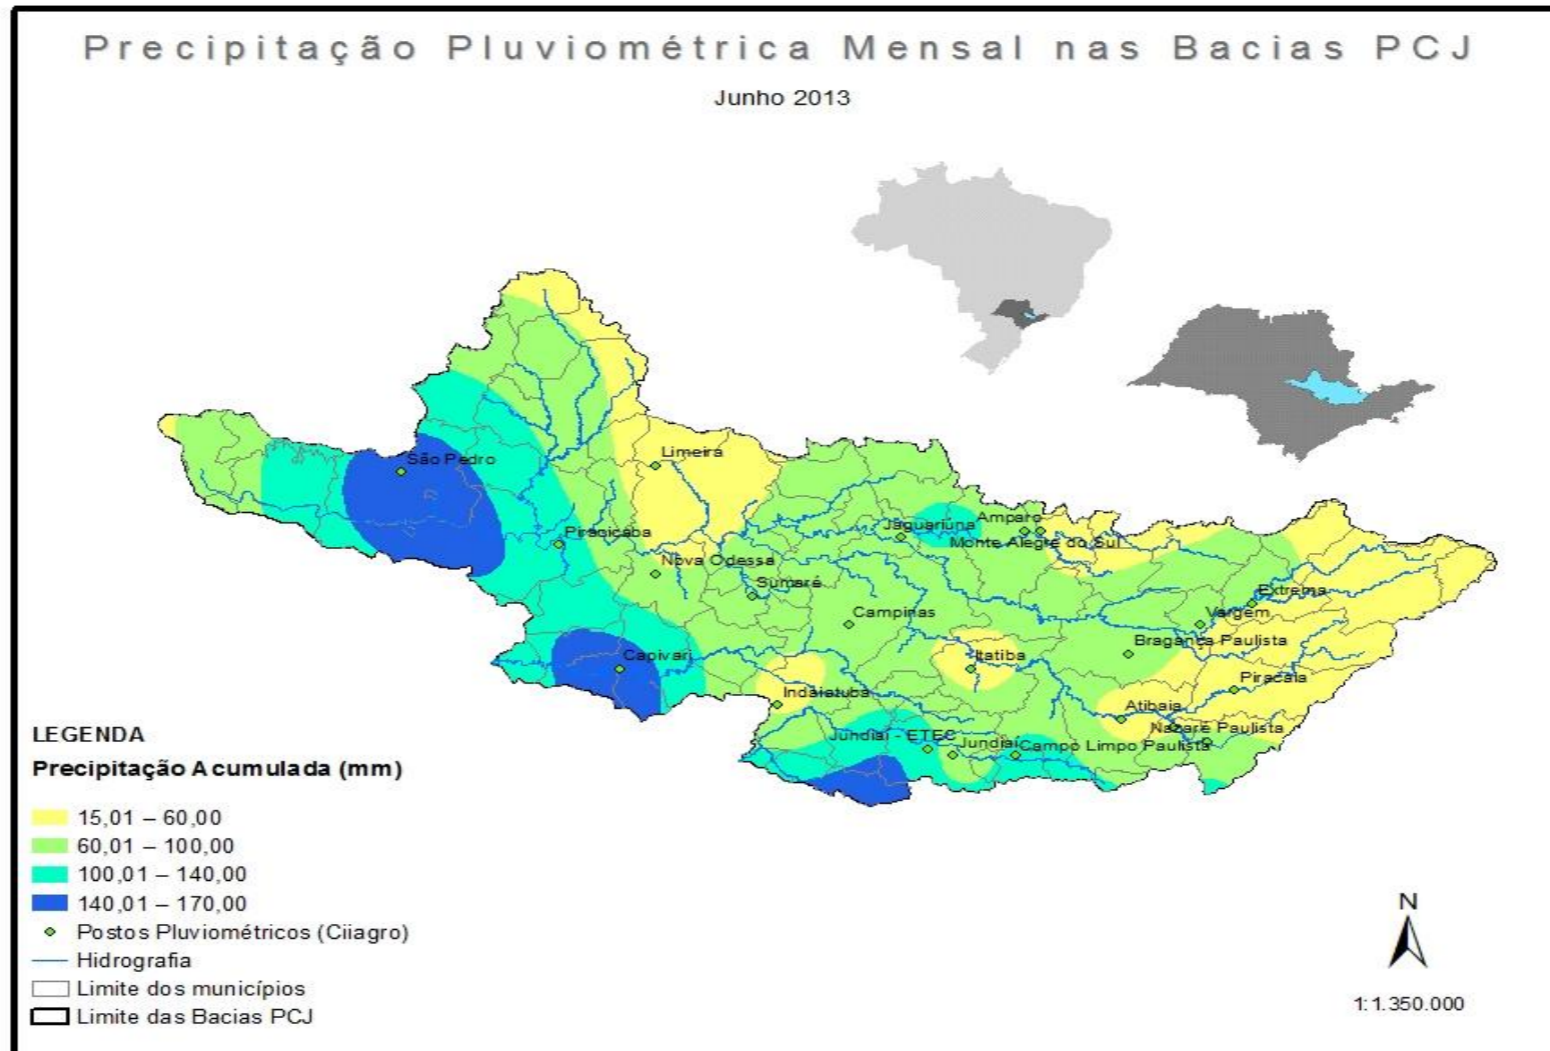 Precipitação Pluviométrica Mensal nas Bacias PCJ
Junho 2013
São Pedro
Limeira
Piracicaba
Nova Odessa
Sumaré
Jaguariúna
Amparo
Monte Alegre do Sul
Campinas
Extrema
Vargem
Bragança Paulista
Capivari
Itatiba
Piracaia
Indaiatuba
Atibaia
Nazaré Paulista
Jundiaí - ETEC
Jundiaí
Campo Limpo Paulista
LEGENDA
Precipitação Acumulada (mm)
15,01 – 60,00
60,01 – 100,00
100,01 – 140,00
140,01 – 170,00
Postos Pluviométricos (Ciiagro)
Hidrografia
Limite dos municípios
Limite das Bacias PCJ
N
1:1.350.000